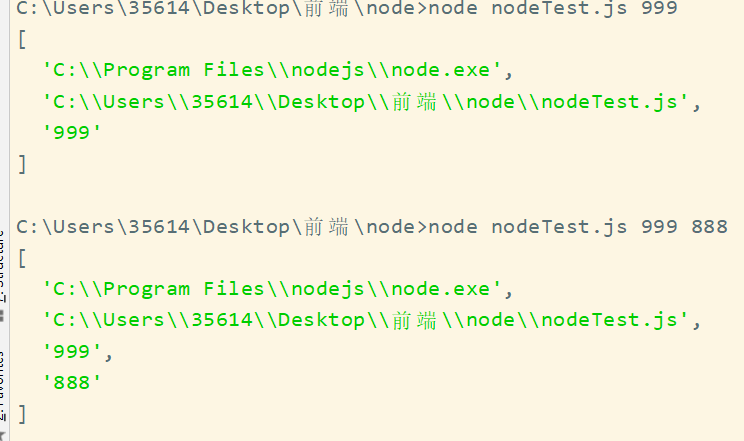 C:\Users\35614\Desktop\前端\node>node nodeTest.js 999
[
  'C:\\Program Files\\nodejs\\node.exe',
  'C:\\Users\\35614\\Desktop\\前端\\node\\nodeTest.js',
  '999'
]
C:\Users\35614\Desktop\前端\node>node nodeTest.js 999 888
[
  'C:\\Program Files\\nodejs\\node.exe',
  'C:\\Users\\35614\\Desktop\\前端\\node\\nodeTest.js',
  '999',
  '888'
]